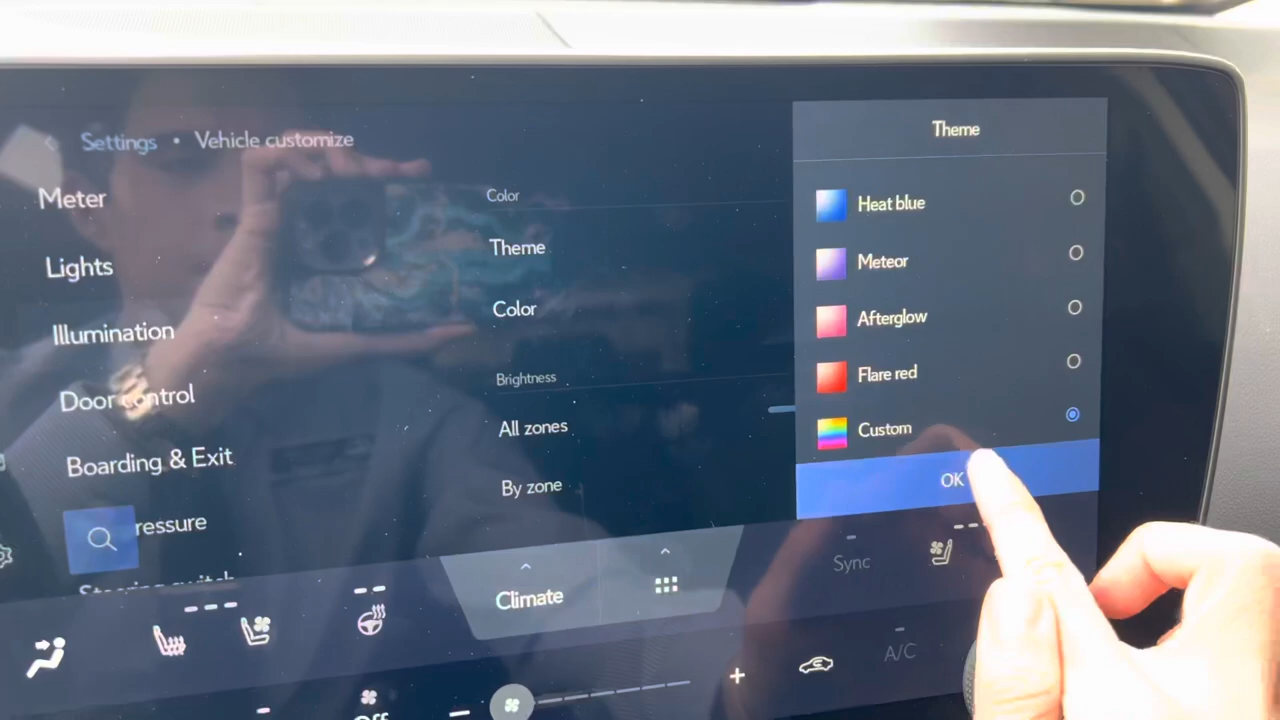 Settings • Vehicle customize
Meter
Lights
Illumination
Door control
Boarding & Exit
ressure
Color
Theme
Color
Brightness
All zones
By zone
Theme
Heat blue
Meteor
Afterglow
Flare red
Custom
OK
Climate
Sync
A/C